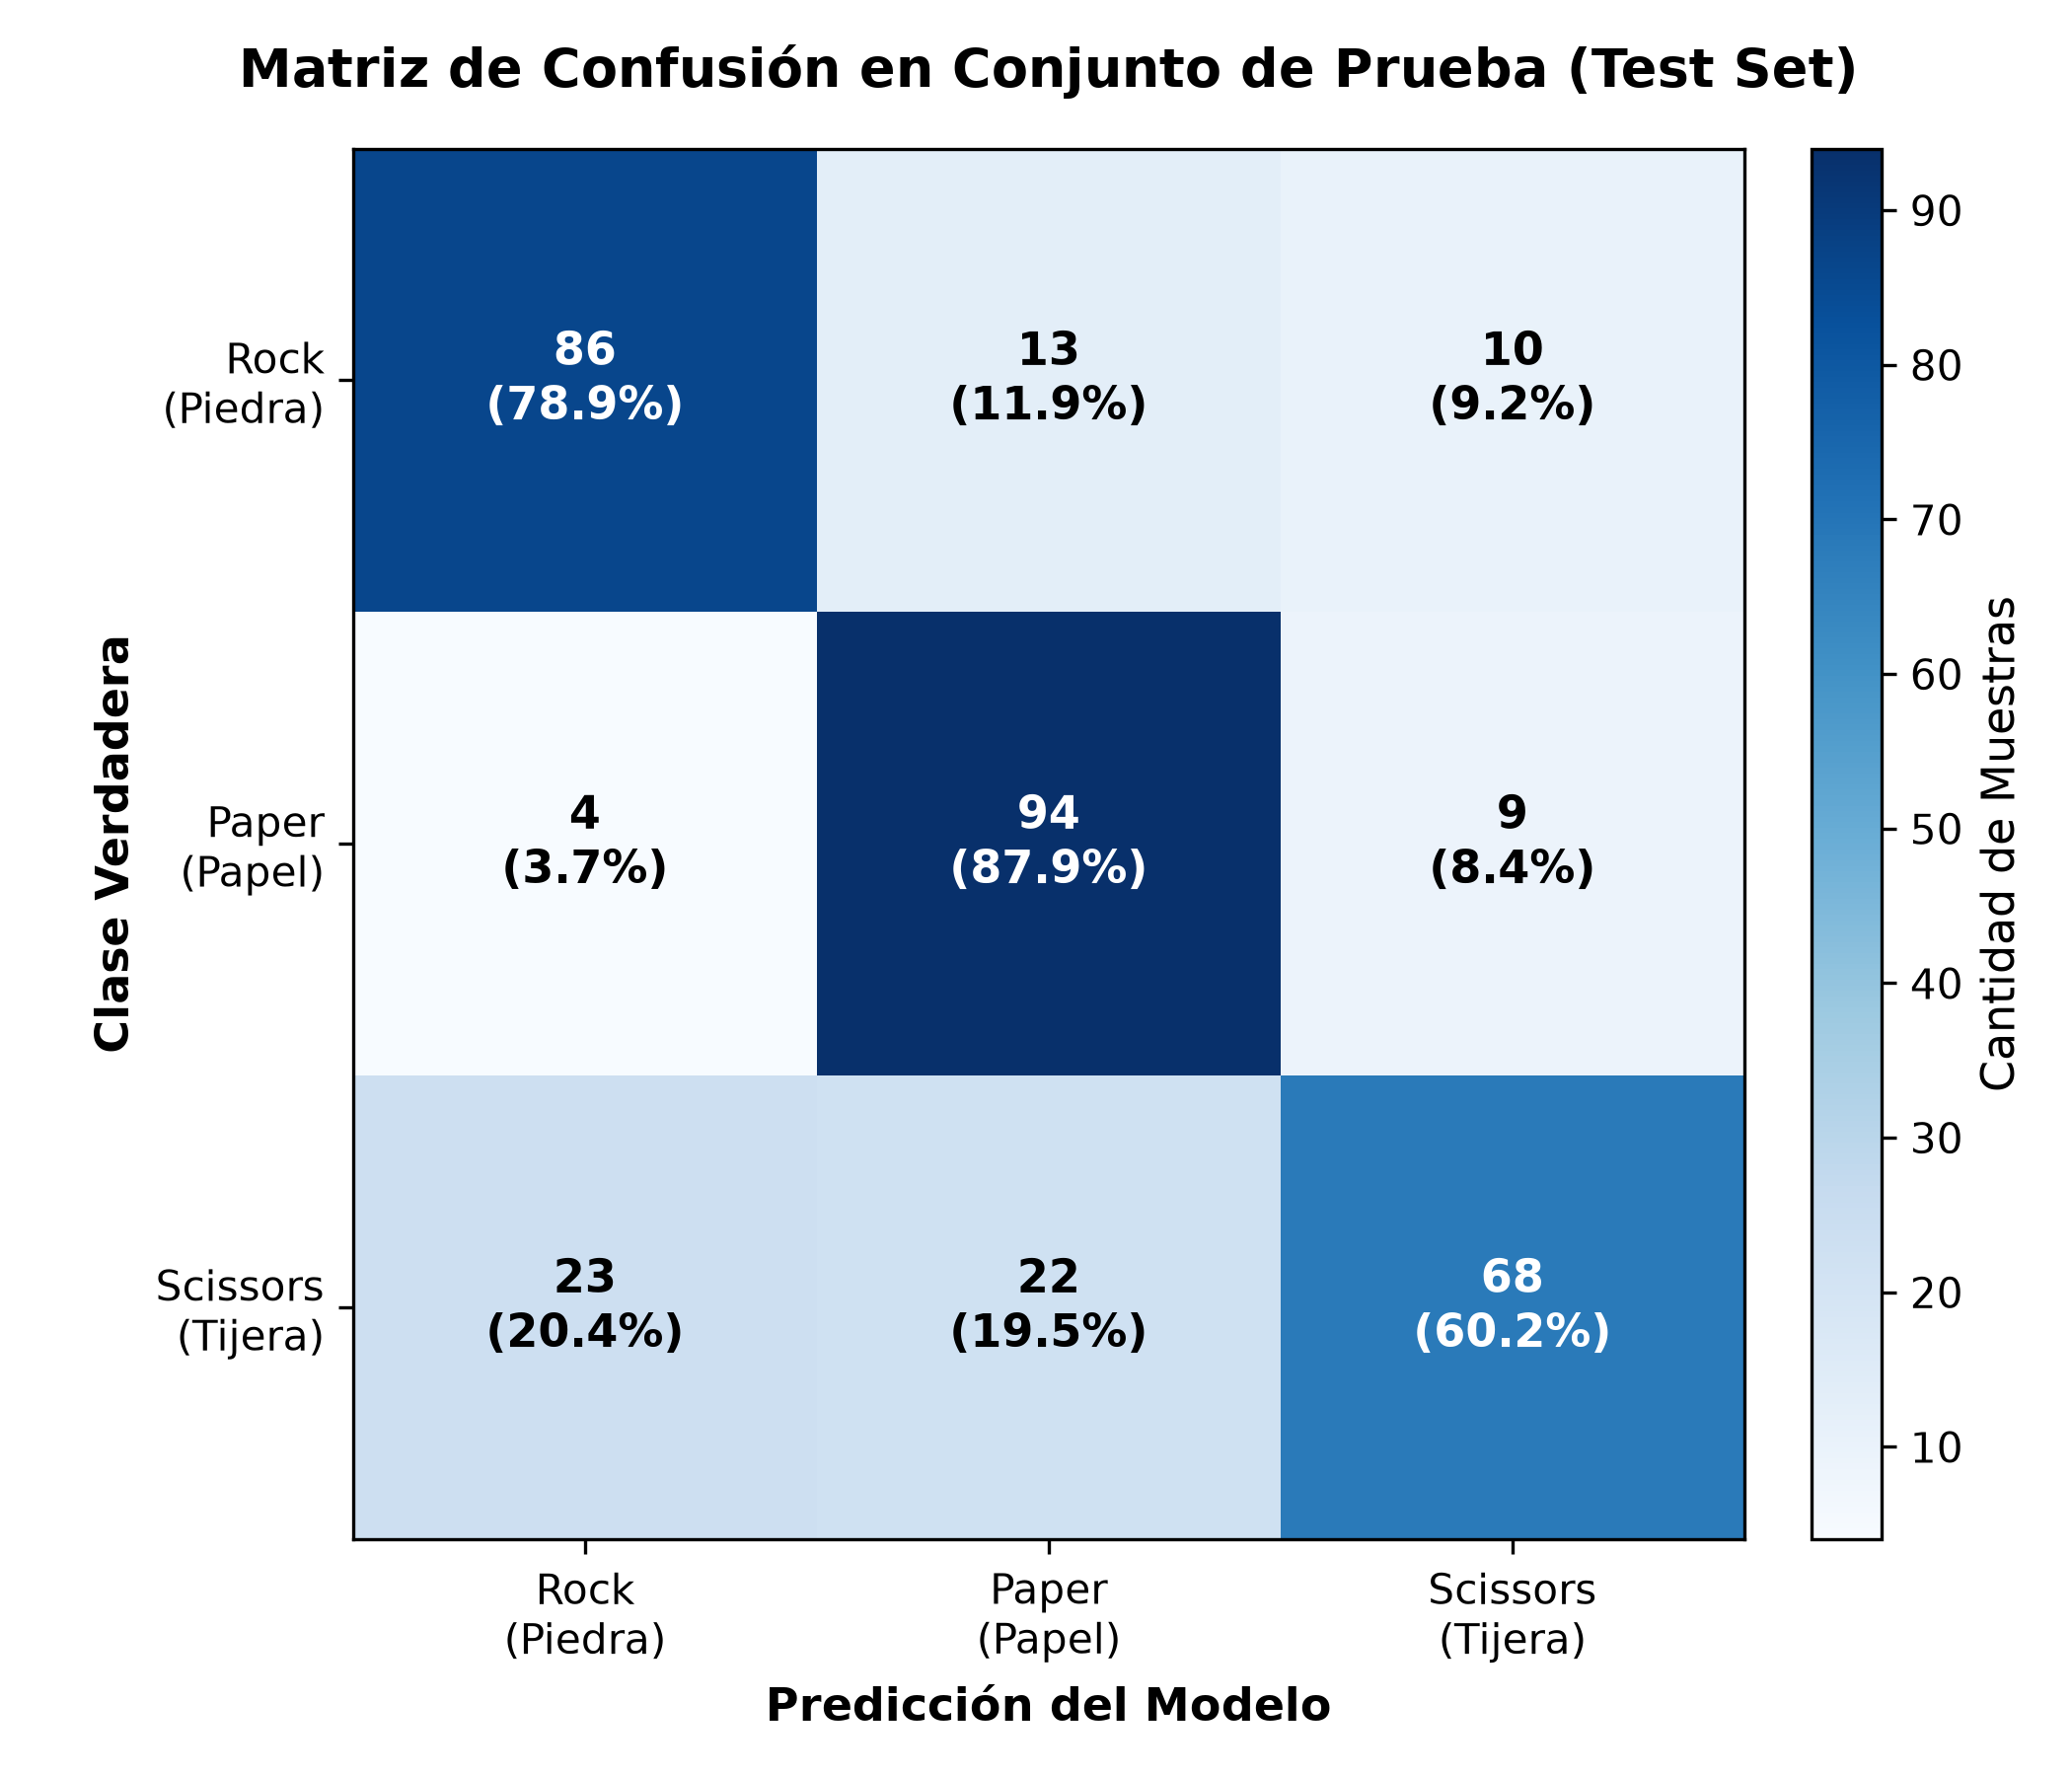 Matriz de Confusión en Conjunto de Prueba (Test Set)
Rock
(Piedra)
86
(78.9%)
13
(11.9%)
10
(9.2%)
Paper
(Papel)
4
(3.7%)
94
(87.9%)
9
(8.4%)
Scissors
(Tijera)
23
(20.4%)
22
(19.5%)
68
(60.2%)
Clase Verdadera
Rock
(Piedra)
Paper
(Papel)
Scissors
(Tijera)
Predicción del Modelo
90
80
70
60
50
40
30
20
10
Cantidad de Muestras